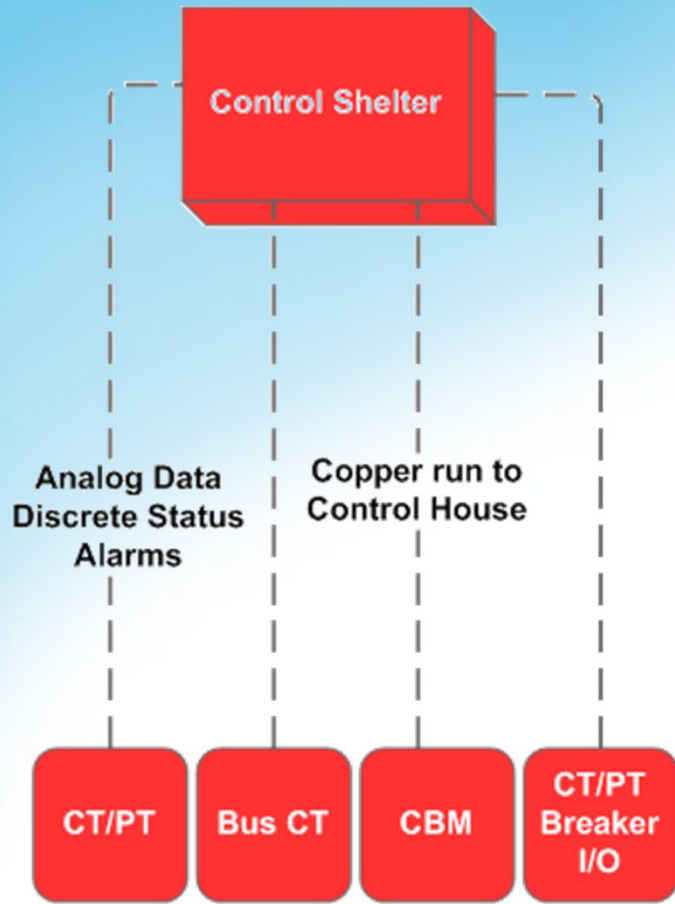 Control Shelter
Analog Data
Discrete Status
Alarms
Copper run to
Control House
CT/PT
Bus CT
CBM
CT/PT
Breaker
I/O